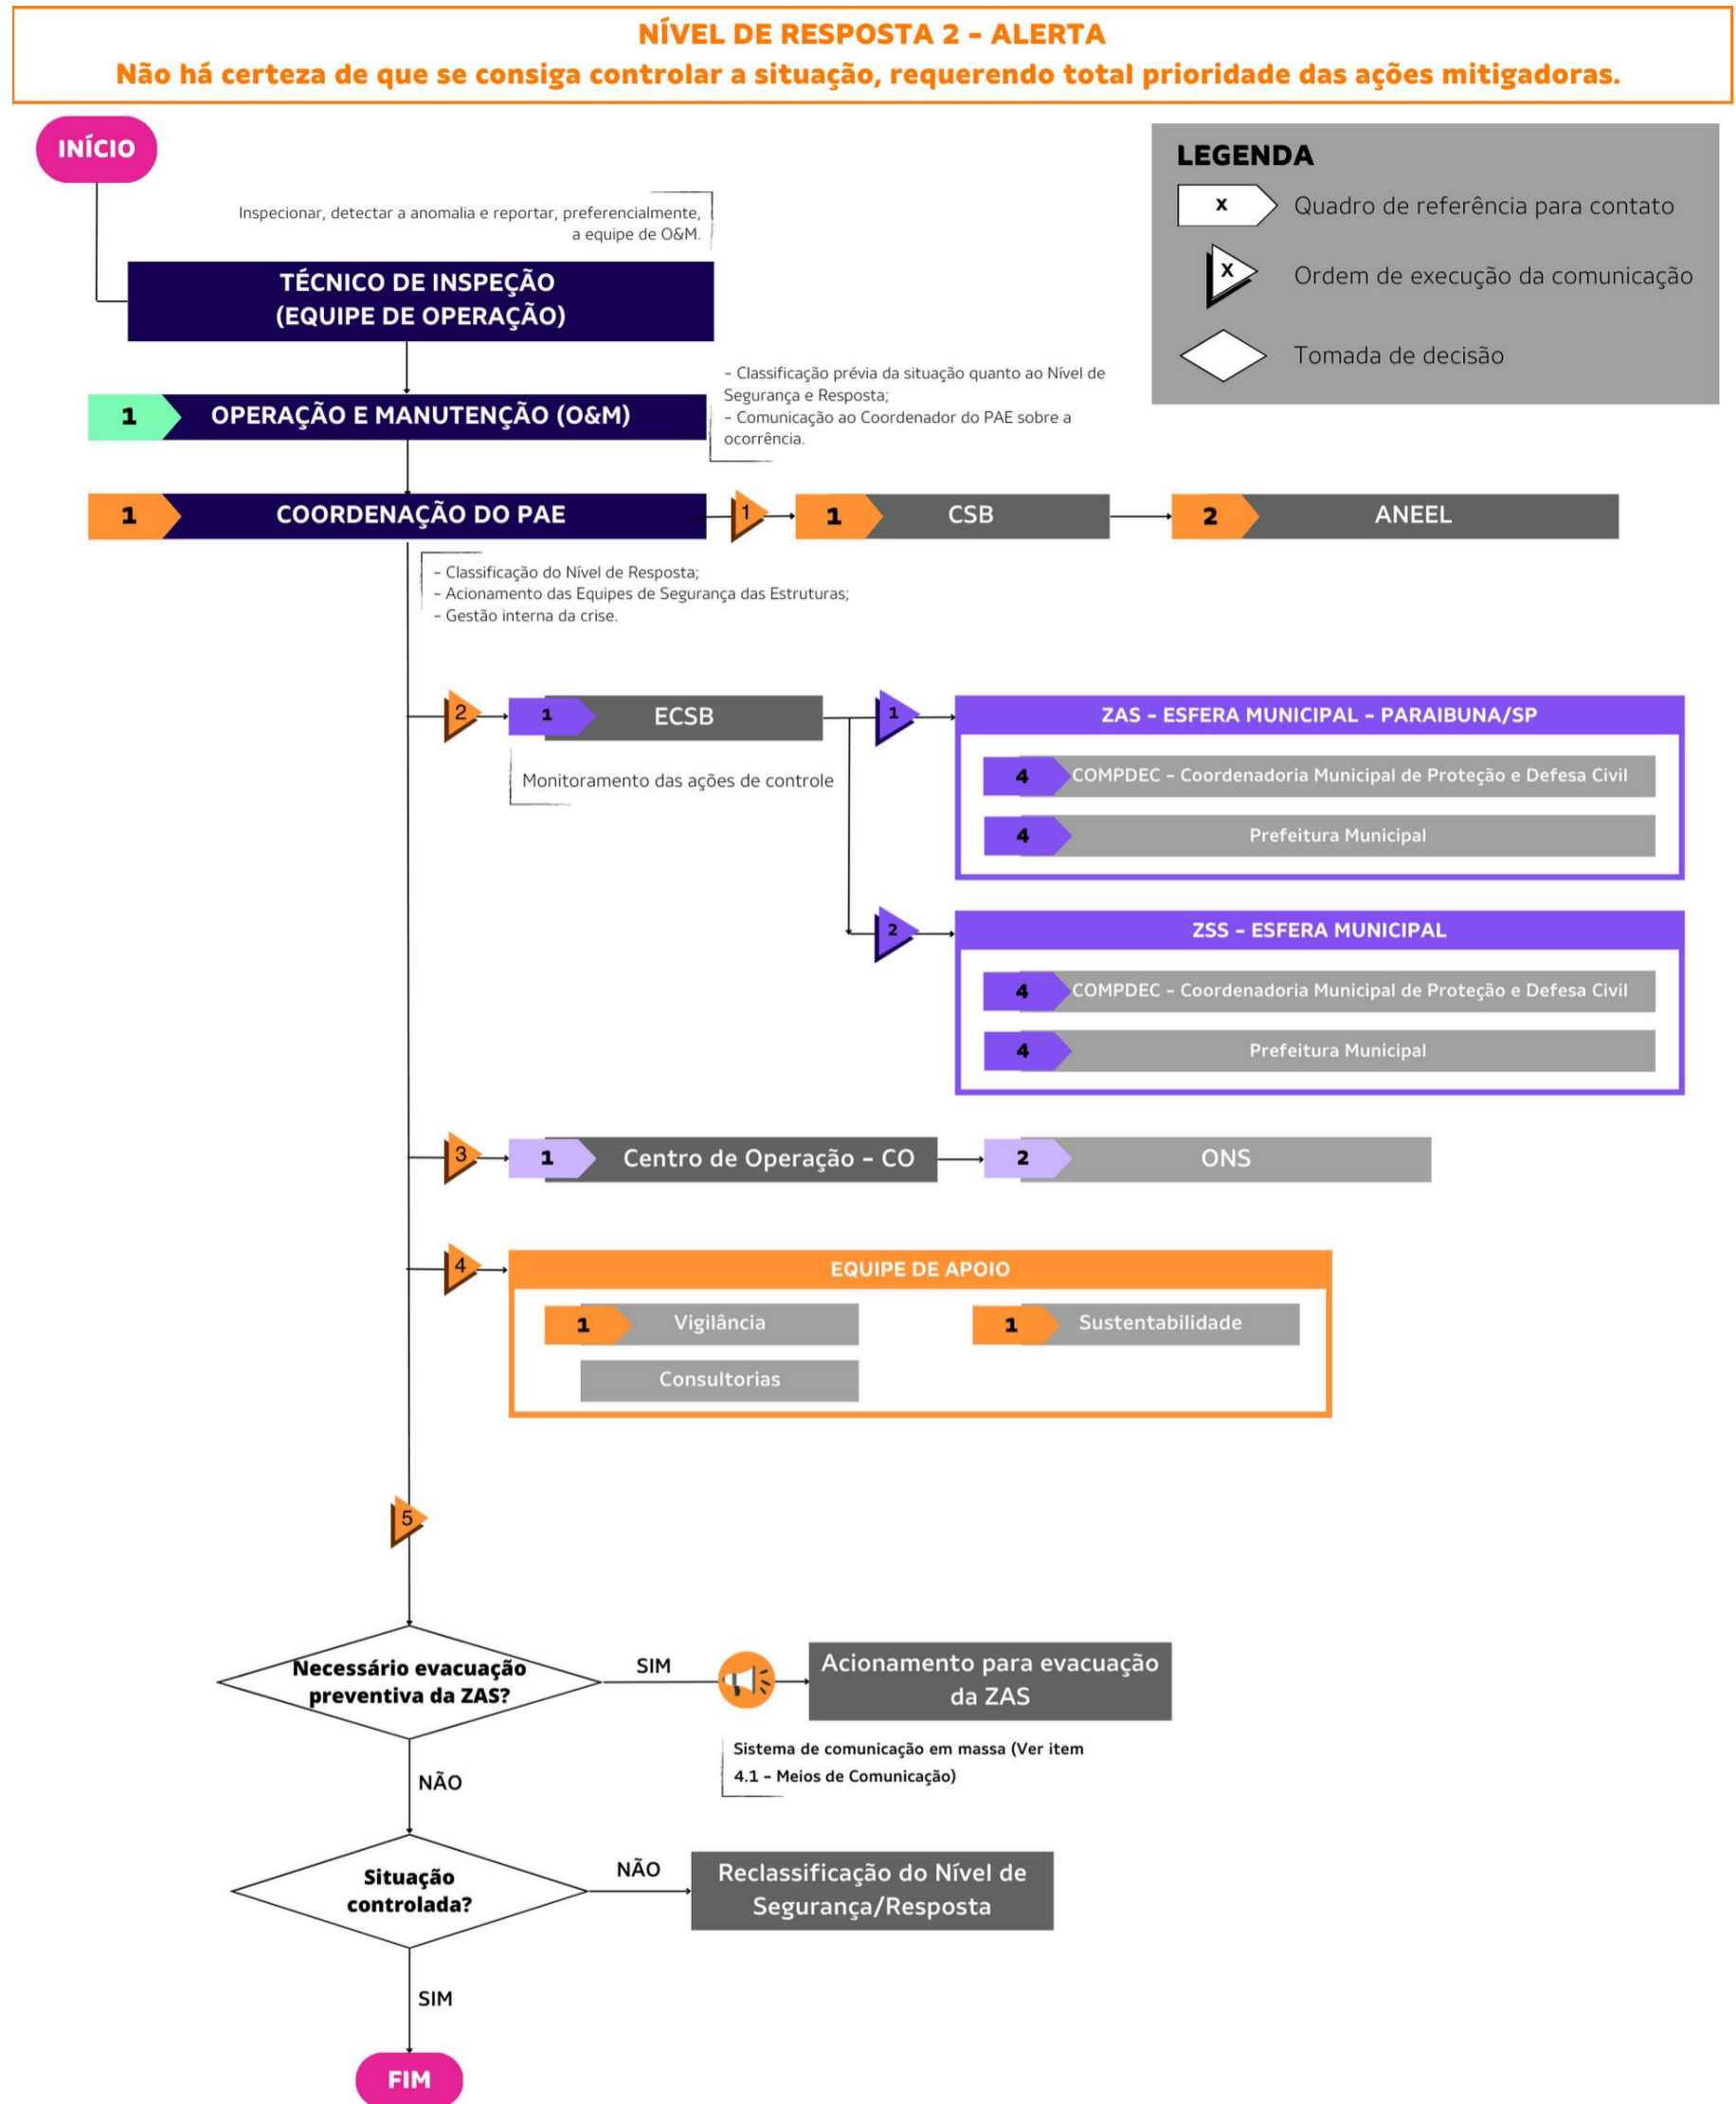 NÍVEL DE RESPOSTA 2 - ALERTA
Não há certeza de que se consiga controlar a situação, requerendo total prioridade das ações mitigadoras.
INÍCIO
LEGENDA
x
Quadro de referência para contato
X
Ordem de execução da comunicação
Tomada de decisão
Inspecionar, detectar a anomalia e reportar, preferencialmente,
a equipe de O&M.
TÉCNICO DE INSPEÇÃO
(EQUIPE DE OPERAÇÃO)
- Classificação prévia da situação quanto ao Nível de
Segurança e Resposta;
- Comunicação ao Coordenador do PAE sobre a
ocorrência.
1
OPERAÇÃO E MANUTENÇÃO (O&M)
1
COORDENAÇÃO DO PAE
1
1
CSB
2
ANEEL
- Classificação do Nível de Resposta;
- Acionamento das Equipes de Segurança das Estruturas;
- Gestão interna da crise.
2
1
ECSB
Monitoramento das ações de controle
1
ZAS - ESFERA MUNICIPAL - PARAIBUNA/SP
4
COMPDEC - Coordenadoria Municipal de Proteção e Defesa Civil
4
Prefeitura Municipal
2
ZSS - ESFERA MUNICIPAL
4
COMPDEC - Coordenadoria Municipal de Proteção e Defesa Civil
4
Prefeitura Municipal
3
1
Centro de Operação - CO
2
ONS
4
EQUIPE DE APOIO
1
Vigilância
1
Sustentabilidade
Consultorias
5
Necessário evacuação
preventiva da ZAS?
SIM
Acionamento para evacuação
da ZAS
Sistema de comunicação em massa (Ver item
4.1 - Meios de Comunicação)
NÃO
Situação
controlada?
NÃO
Reclassificação do Nível de
Segurança/Resposta
SIM
FIM